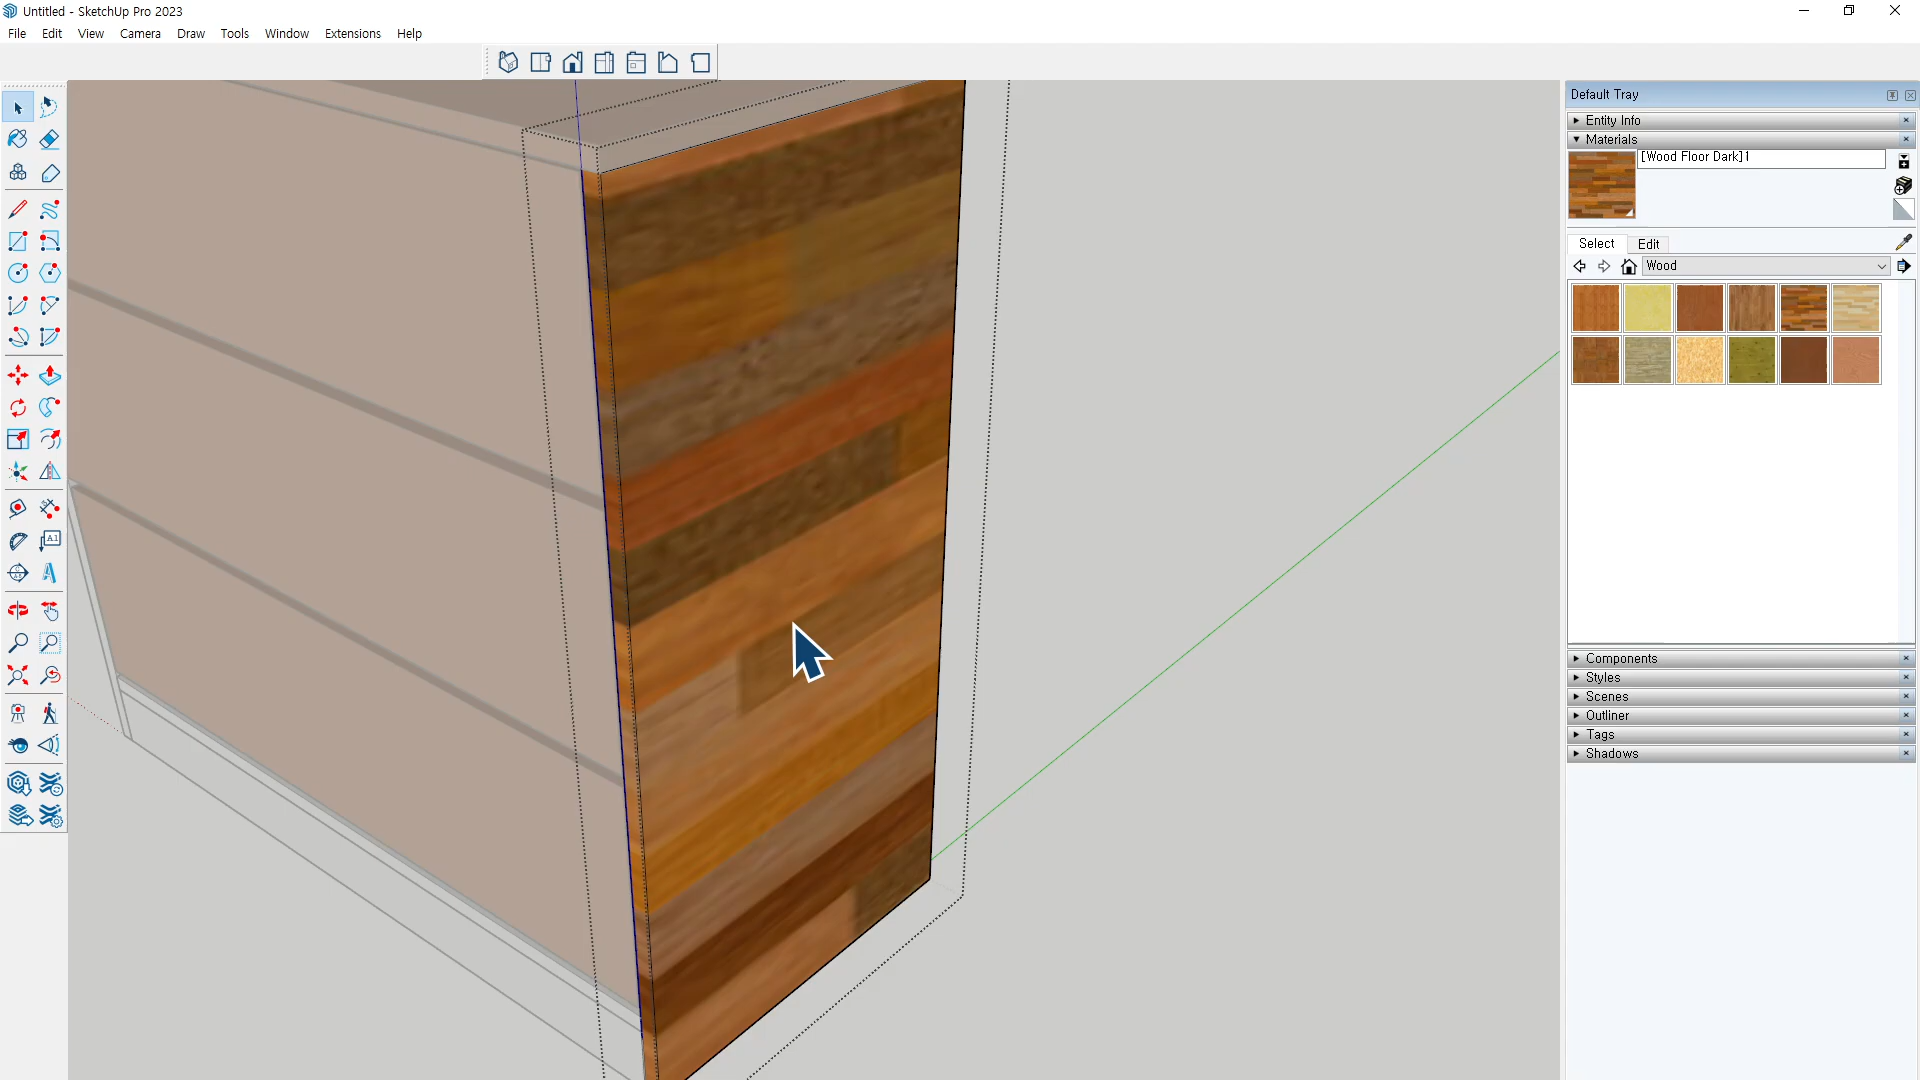 Untitled - SketchUp Pro 2023
File Edit View Camera Draw Tools Window Extensions Help
Default Tray
Entity Info
Materials
[Wood Floor Dark]1
Select Edit
Wood
Components
Styles
Scenes
Outliner
Tags
Shadows
A1